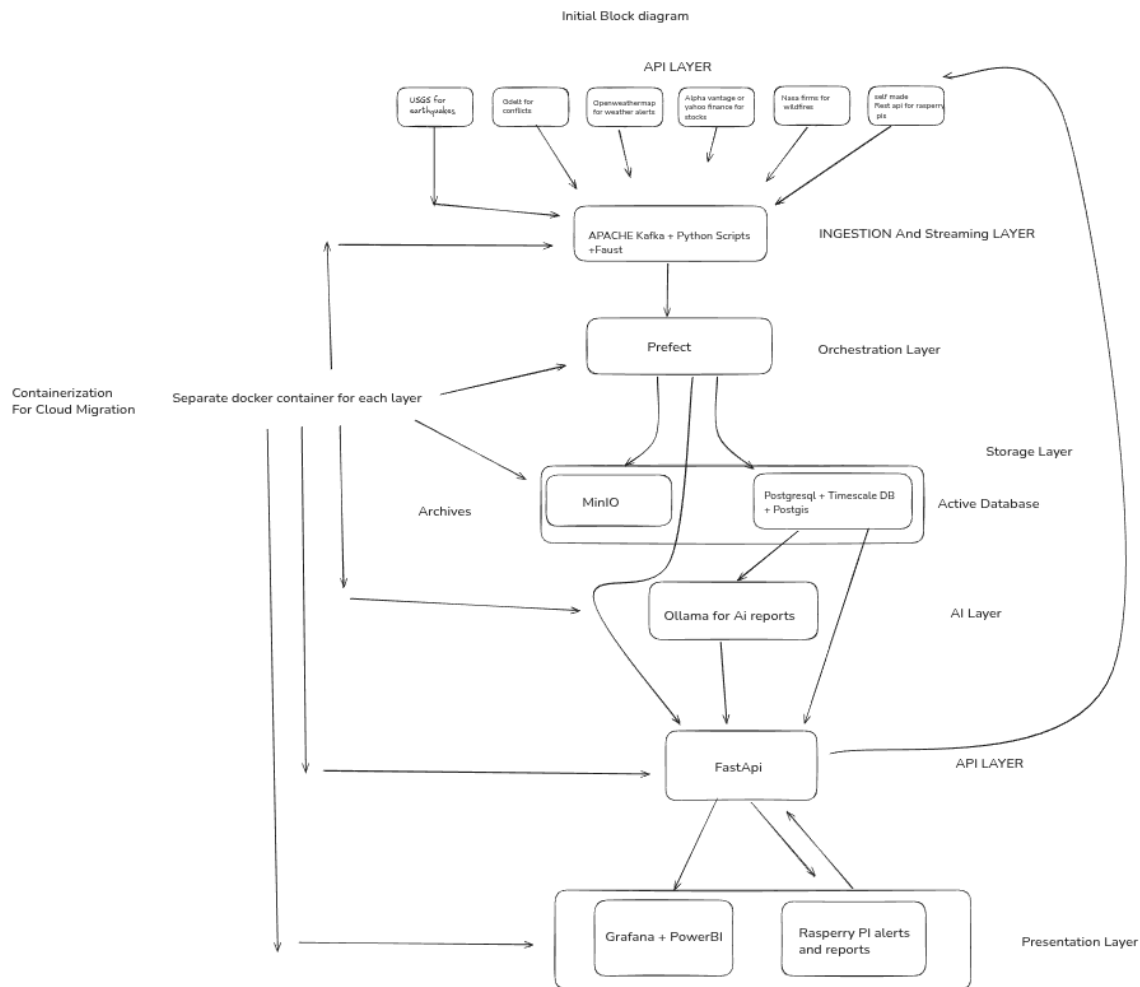 Initial Block diagram
API LAYER
USGS for
earthquakes
Gdelt for
conflicts
Openweathermap
for weather alerts
Alpha vantage or
yahoo finance for
stocks
Nasa firms for
wildfires
self made
Rest api for rasperry
pis
APACHE Kafka + Python Scripts
+Faust
INGESTION And Streaming LAYER
Prefect
Orchestration Layer
Containerization
For Cloud Migration
Separate docker container for each layer
Storage Layer
MinIO
Postgresql + Timescale DB
+ Postgis
Active Database
Archives
Ollama for Ai reports
AI Layer
FastApi
API LAYER
Grafana + PowerBI
Rasperry PI alerts
and reports
Presentation Layer